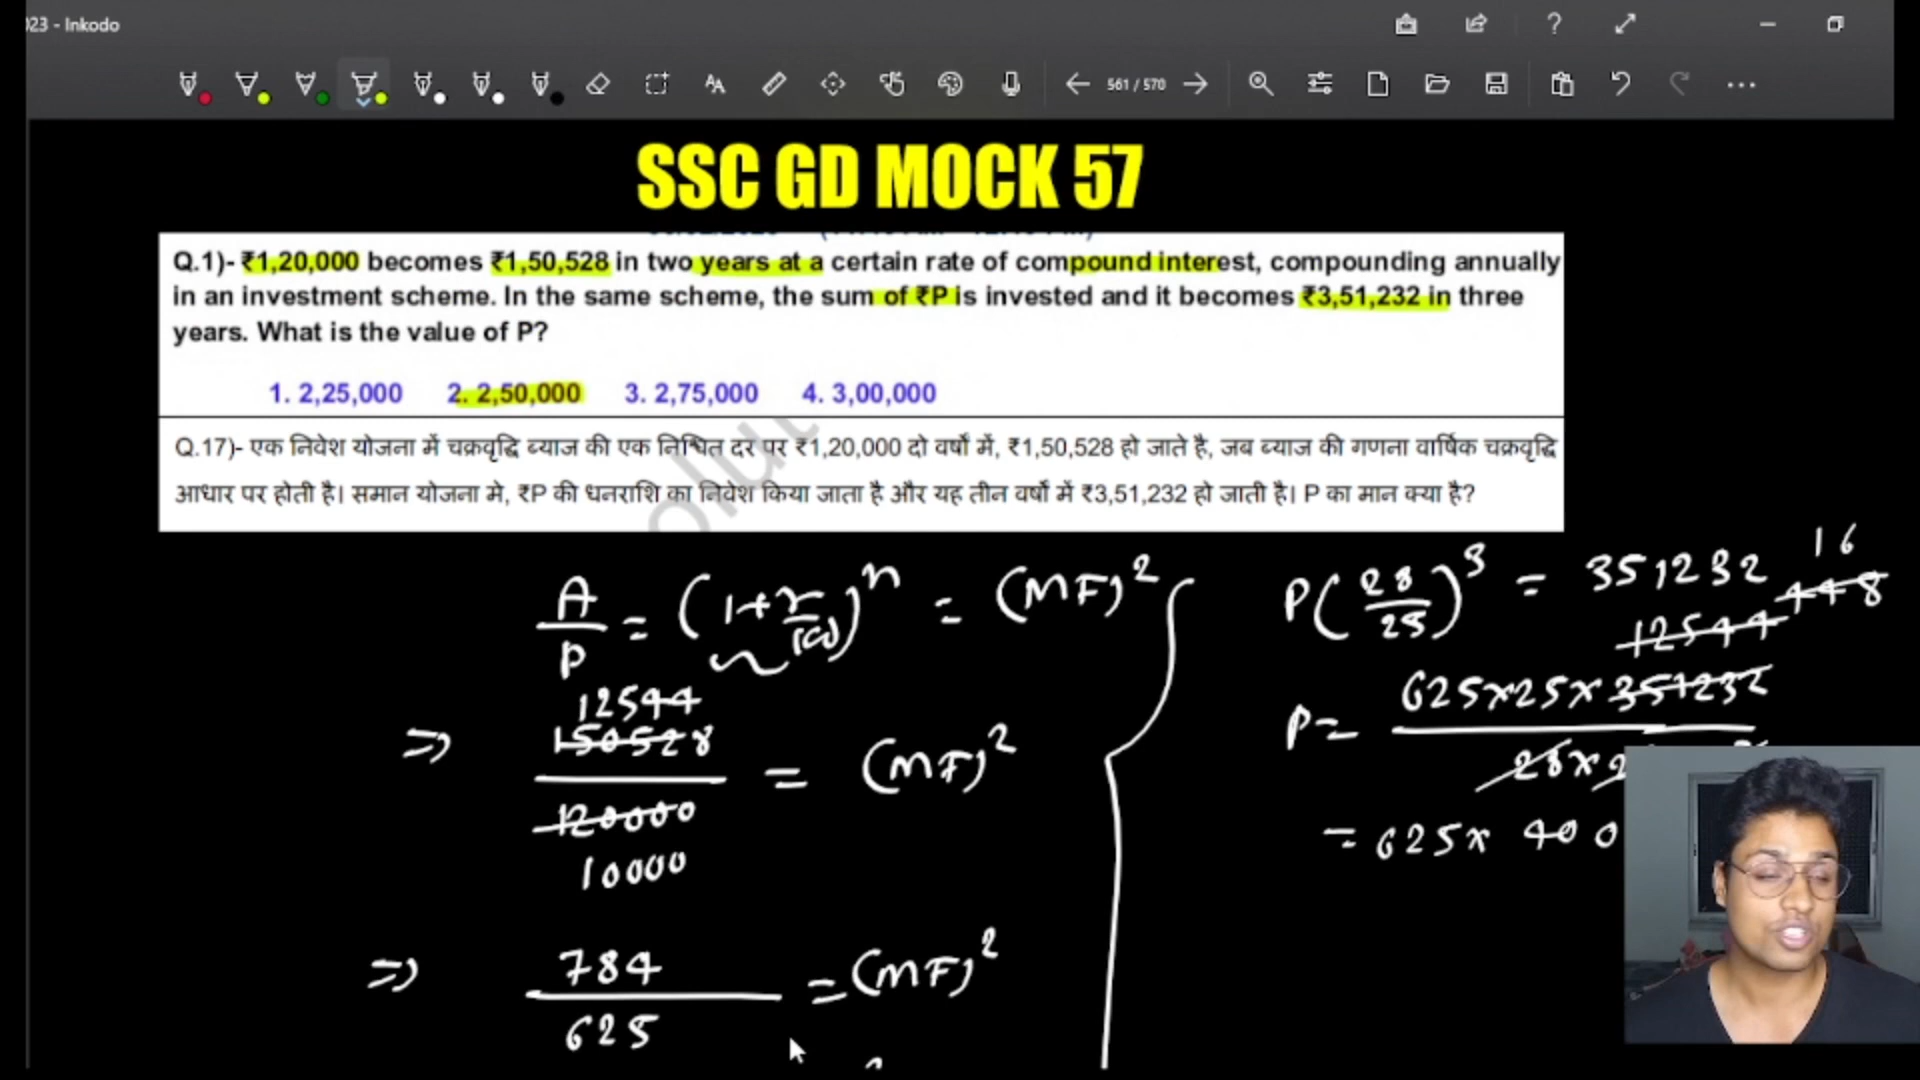 023 - Inkodo
561 / 570
SSC GD MOCK 57
Q.1)- ₹1,20,000 becomes ₹1,50,528 in two years at a certain rate of compound interest, compounding annually
in an investment scheme. In the same scheme, the sum of ₹P is invested and it becomes ₹3,51,232 in three
years. What is the value of P?
1. 2,25,000 2. 2,50,000 3. 2,75,000 4. 3,00,000
Q.17)- एक निवेश योजना में चक्रवृद्धि ब्याज की एक निश्चित दर पर ₹1,20,000 दो वर्षों में, ₹1,50,528 हो जाते है, जब ब्याज की गणना वार्षिक चक्रवृद्धि
आधार पर होती है। समान योजना मे, ₹P की धनराशि का निवेश किया जाता है और यह तीन वर्षों में ₹3,51,232 हो जाती है। P का मान क्या है?
A/P = (1+r/100)^n = (MF)^2
12544
=> 150528/120000 = (MF)^2
10000
=> 784/625 = (MF)^2
16
P(28/25)^3 = 351232
448
12544
P = 625×25×351232
28×2
= 625× 400